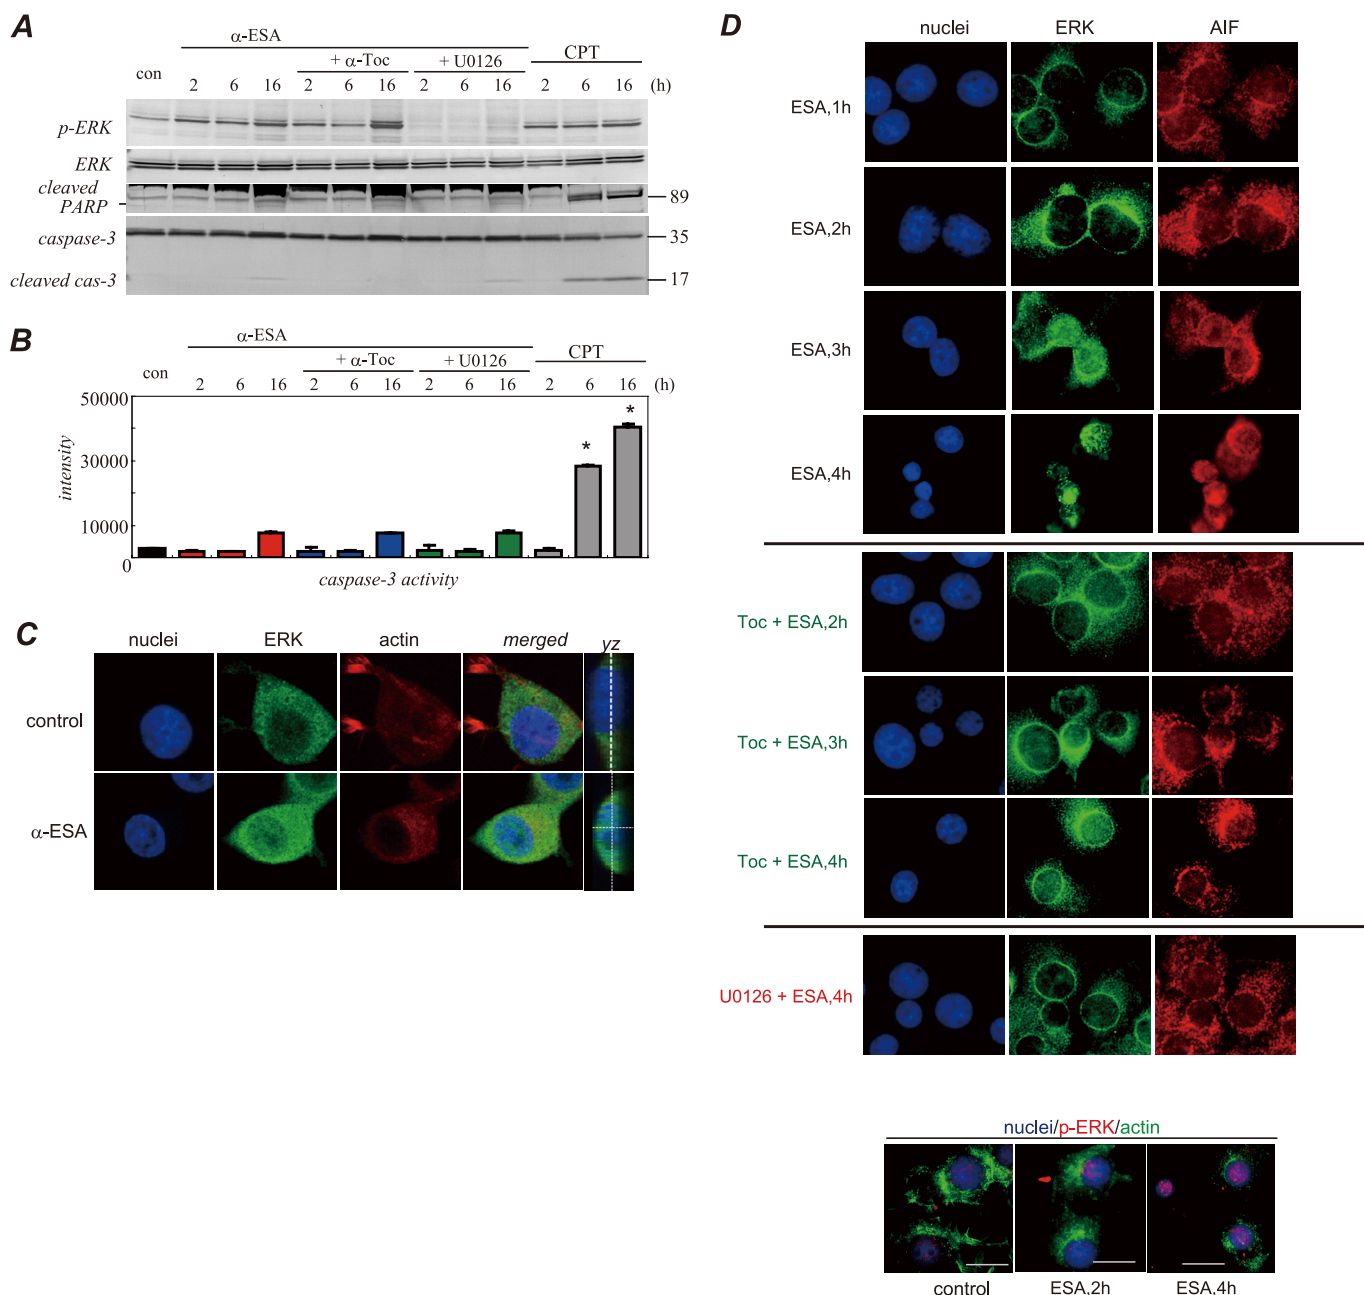 A
α-ESA
+ α-Toc
+ U0126
CPT
con
2 6 16 2 6 16 2 6 16 2 6 16 (h)
p-ERK
ERK
cleaved
PARP
89
caspase-3
35
cleaved cas-3
17
B
α-ESA
+ α-Toc
+ U0126
CPT
con
2 6 16 2 6 16 2 6 16 2 6 16 (h)
50000
30000
10000
0
intensity
* *
caspase-3 activity
C
nuclei ERK actin merged yz
control
α-ESA
D
nuclei ERK AIF
ESA,1h
ESA,2h
ESA,3h
ESA,4h
Toc + ESA,2h
Toc + ESA,3h
Toc + ESA,4h
U0126 + ESA,4h
nuclei/p-ERK/actin
control ESA,2h ESA,4h